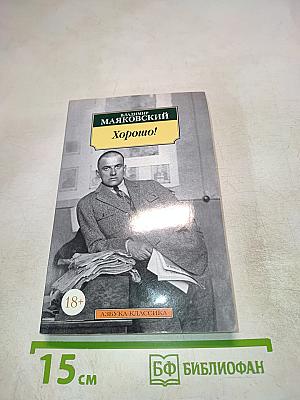 ВЛАДИМИР
МАЯКОВСКИЙ
Хорошо!
18+
АЗБУКА-КЛАССИКА
15 см
БФ БИБЛИОФАН